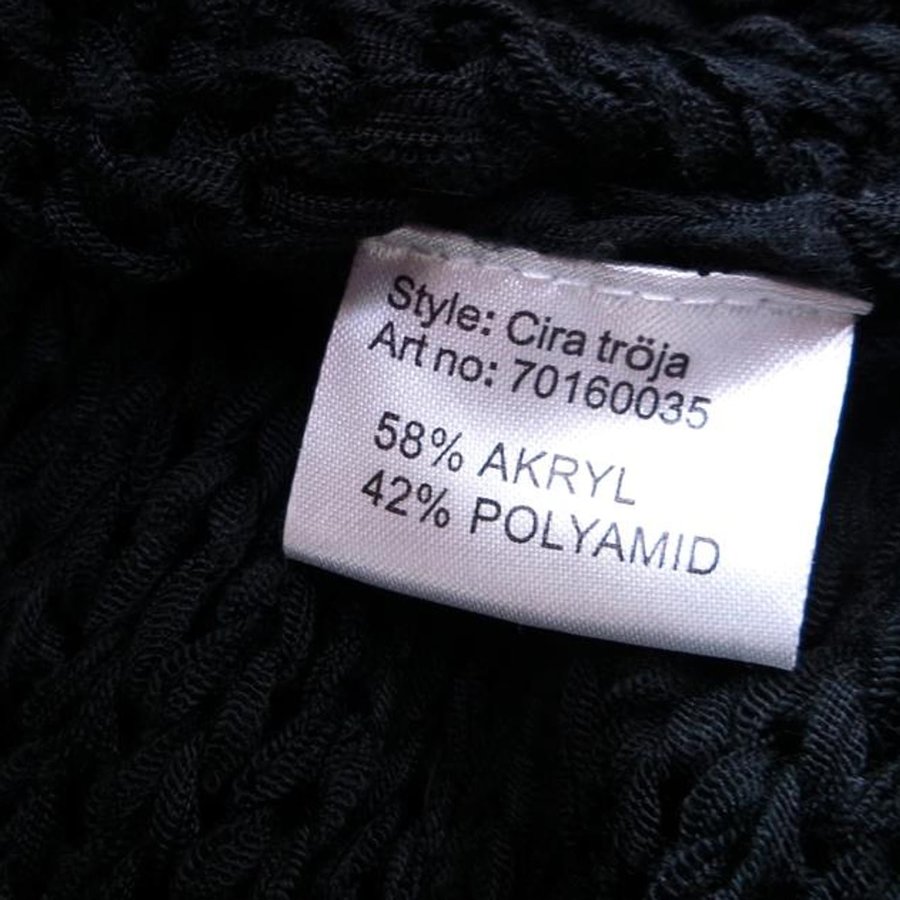 Style: Cira tröja
Art no: 70160035
58% AKRYL
42% POLYAMID